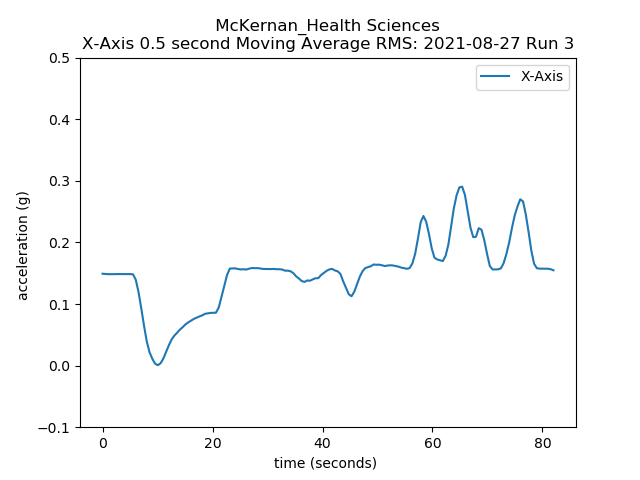 McKernan_Health Sciences
X-Axis 0.5 second Moving Average RMS: 2021-08-27 Run 3
X-Axis
0.5
0.4
0.3
0.2
0.1
0.0
−0.1
acceleration (g)
0
20
40
60
80
time (seconds)